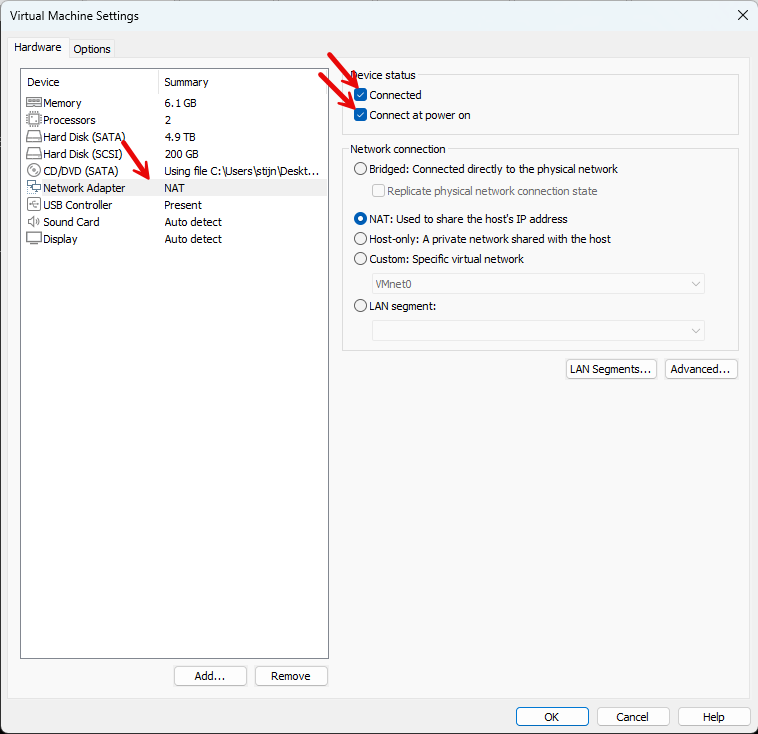 Virtual Machine Settings
Hardware Options
Device Summary
Memory 6.1 GB
Processors 2
Hard Disk (SATA) 4.9 TB
Hard Disk (SCSI) 200 GB
CD/DVD (SATA) Using file C:\Users\stijn\Deskt...
Network Adapter NAT
USB Controller Present
Sound Card Auto detect
Display Auto detect
Add... Remove
Device status
Connected
Connect at power on
Network connection
Bridged: Connected directly to the physical network
Replicate physical network connection state
NAT: Used to share the host's IP address
Host-only: A private network shared with the host
Custom: Specific virtual network
VMnet0
LAN segment:
LAN Segments... Advanced...
OK Cancel Help